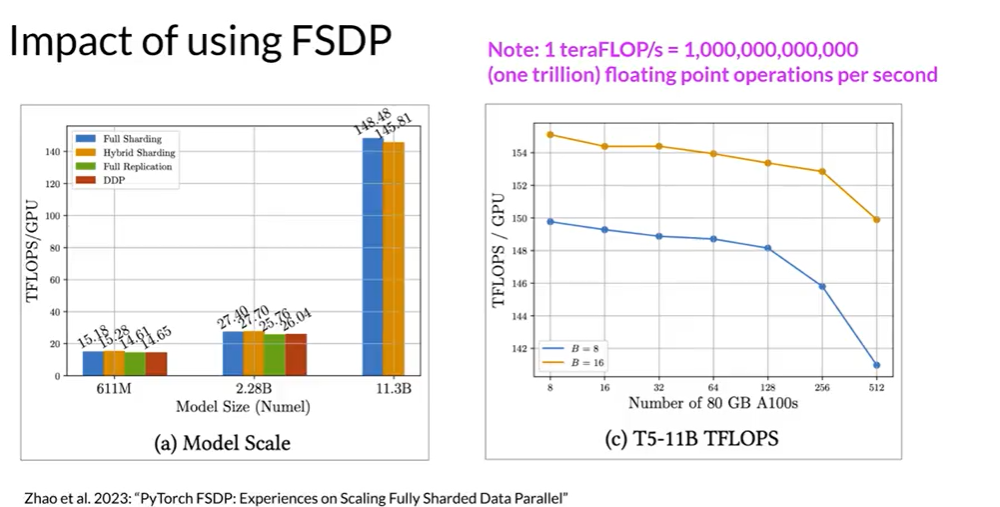 Impact of using FSDP
Note: 1 teraFLOP/s = 1,000,000,000,000
(one trillion) floating point operations per second
148.48
145.81
Full Sharding
Hybrid Sharding
Full Replication
DDP
140
120
100
80
60
40
20
0
TFLOPS/GPU
15.18
15.28
14.61
14.65
27.40
27.70
25.76
26.04
611M
2.28B
11.3B
Model Size (Numel)
(a) Model Scale
154
152
150
148
146
144
142
TFLOPS / GPU
B = 8
B = 16
8
16
32
64
128
256
512
Number of 80 GB A100s
(c) T5-11B TFLOPS
Zhao et al. 2023: “PyTorch FSDP: Experiences on Scaling Fully Sharded Data Parallel”